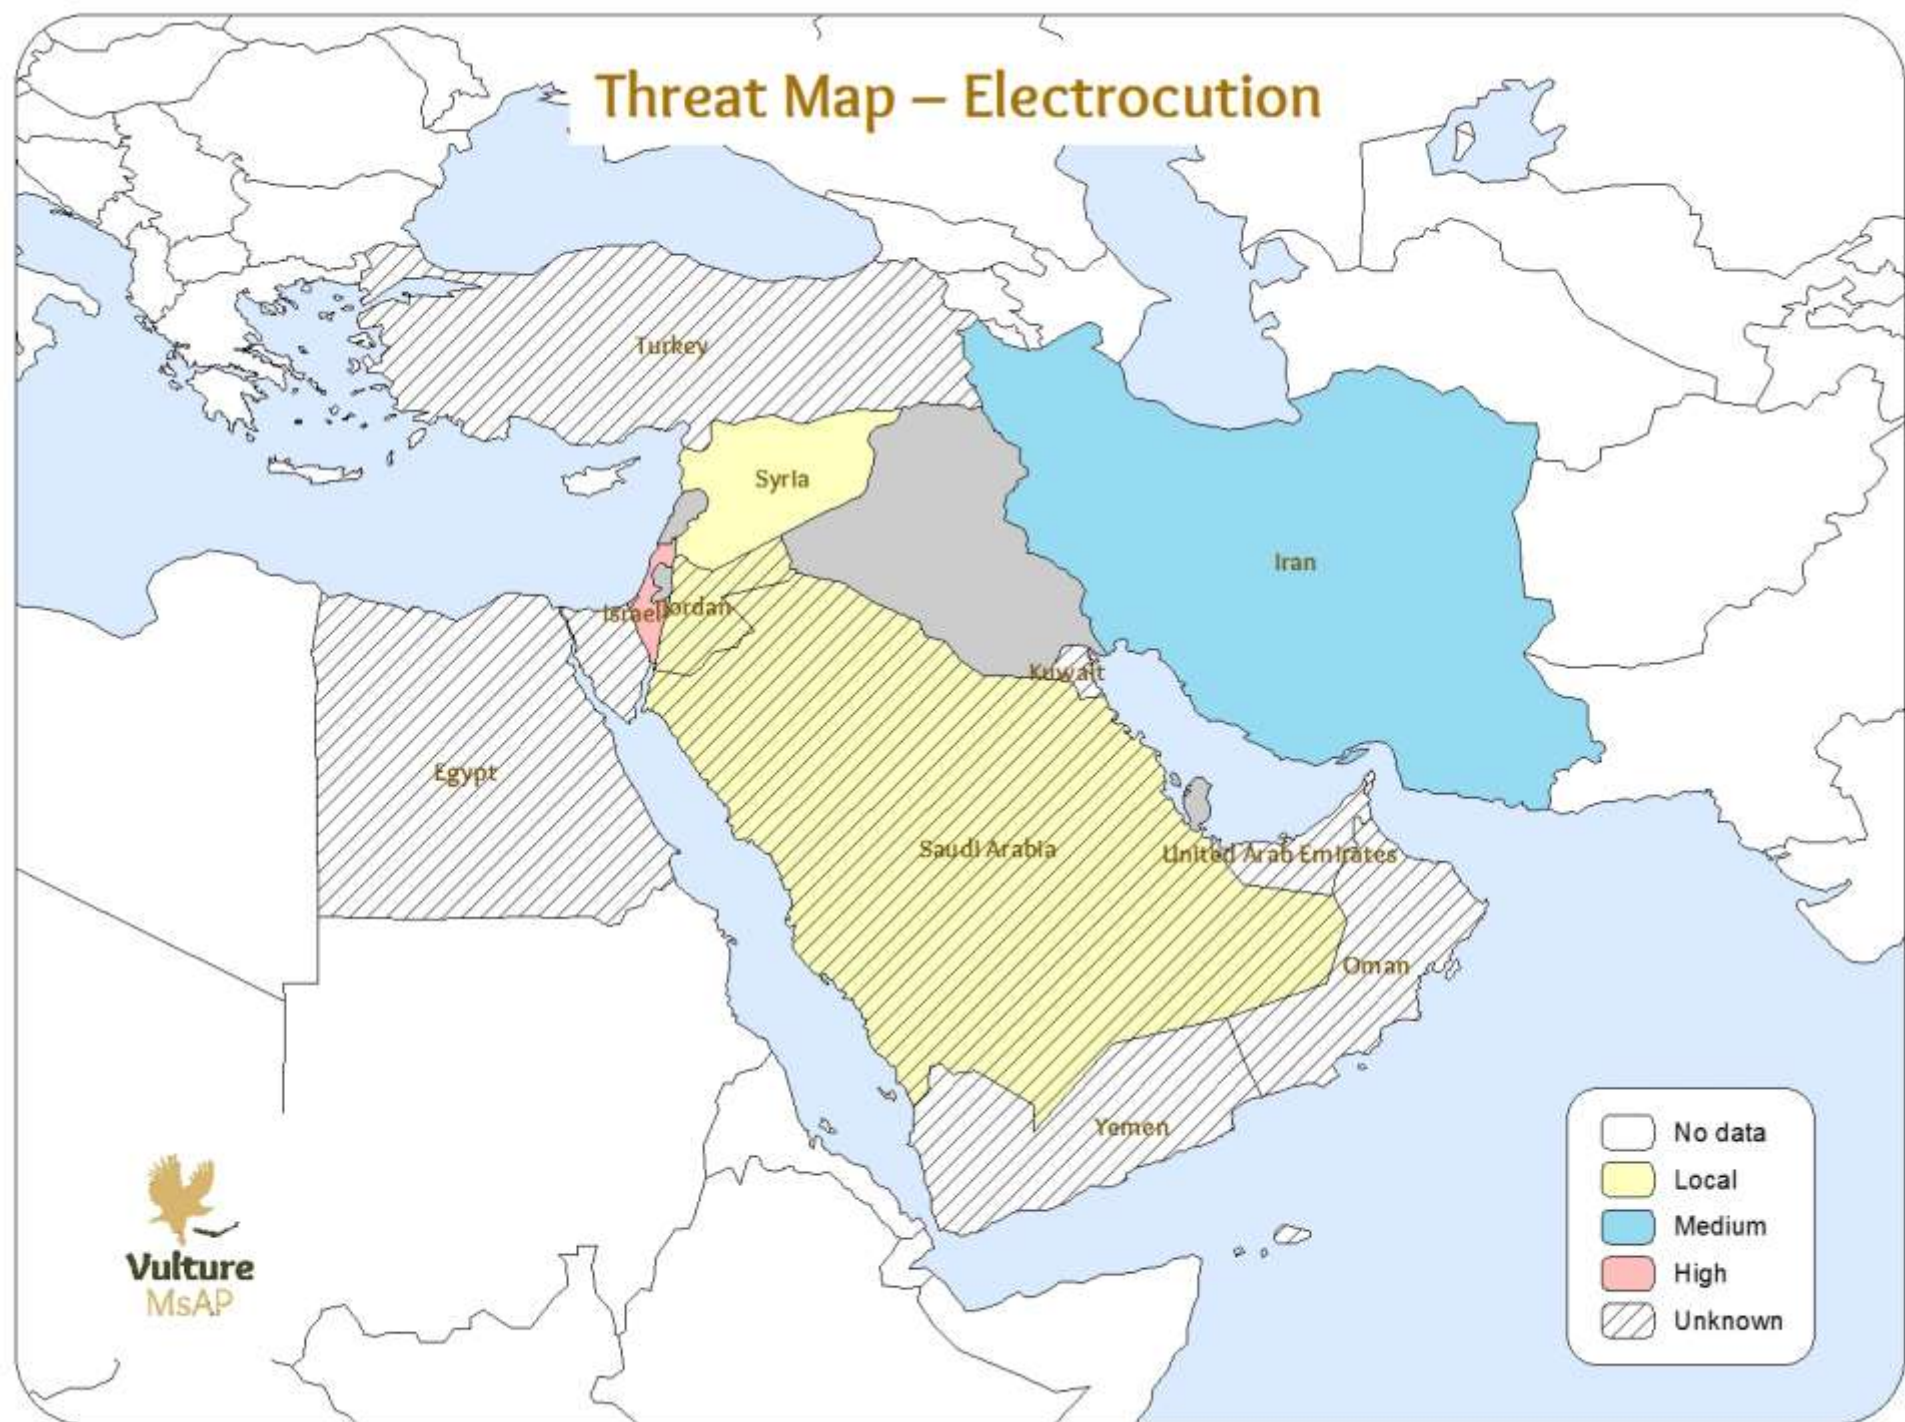 Threat Map – Electrocution
Turkey
Syria
Iran
Israel
Jordan
Kuwait
Egypt
Saudi Arabia
United Arab Emirates
Oman
Yemen
No data
Local
Medium
High
Unknown
Vulture
MsAP